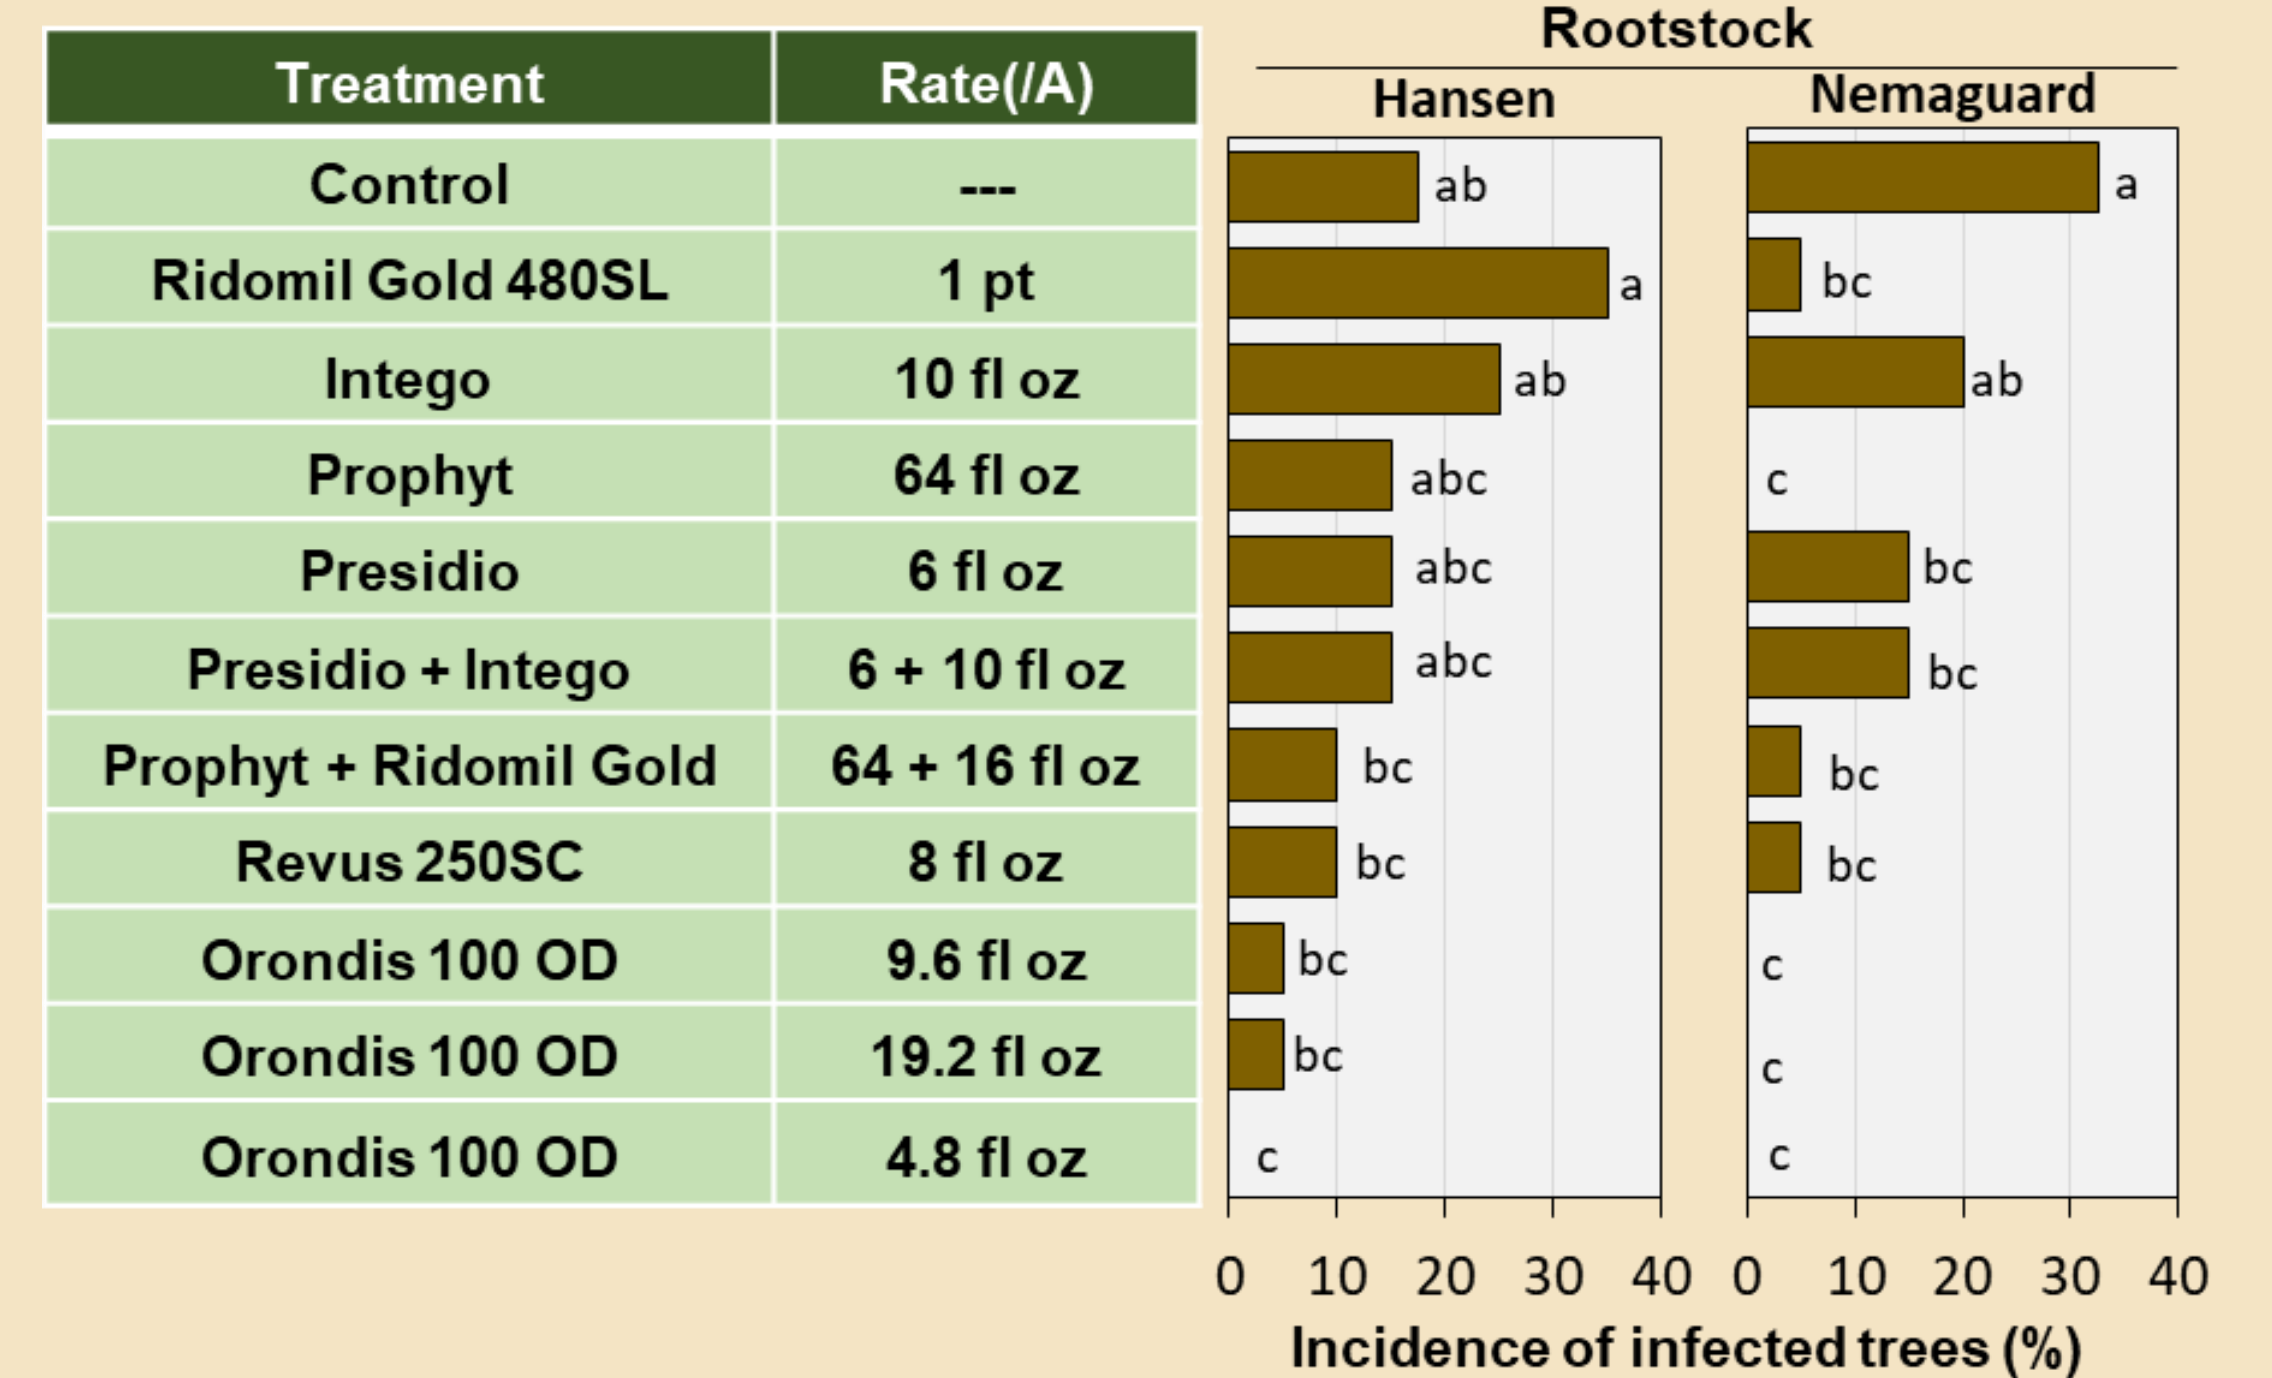 Rootstock
Treatment Rate(/A) Hansen Nemaguard
Control --- ab a
Ridomil Gold 480SL 1 pt a bc
Intego 10 fl oz ab ab
Prophyt 64 fl oz abc c
Presidio 6 fl oz abc bc
Presidio + Intego 6 + 10 fl oz abc bc
Prophyt + Ridomil Gold 64 + 16 fl oz bc bc
Revus 250SC 8 fl oz bc bc
Orondis 100 OD 9.6 fl oz bc c
Orondis 100 OD 19.2 fl oz bc c
Orondis 100 OD 4.8 fl oz c c
0 10 20 30 40 0 10 20 30 40
Incidence of infected trees (%)